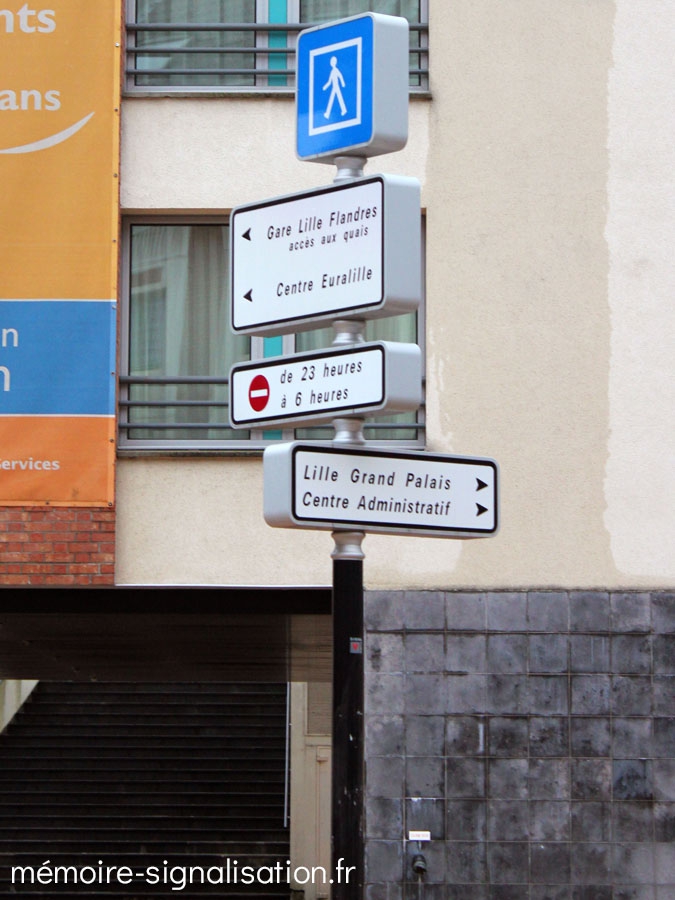 nts
ans
Gare Lille Flandres
accès aux quais
Centre Euralille
n
n
de 23 heures
à 6 heures
Services
Lille Grand Palais
Centre Administratif
mémoire-signalisation.fr